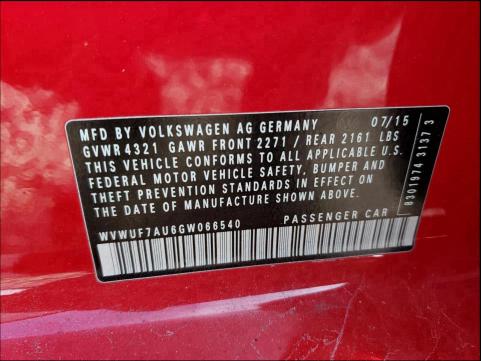 MFD BY VOLKSWAGEN AG GERMANY 07/15
GVWR 4321 GAWR FRONT 2271 / REAR 2161 LBS
THIS VEHICLE CONFORMS TO ALL APPLICABLE U.S.
FEDERAL MOTOR VEHICLE SAFETY, BUMPER AND
THEFT PREVENTION STANDARDS IN EFFECT ON
THE DATE OF MANUFACTURE SHOWN ABOVE.
WVWUF7AU6GW066540 PASSENGER CAR
8301974 3137 3